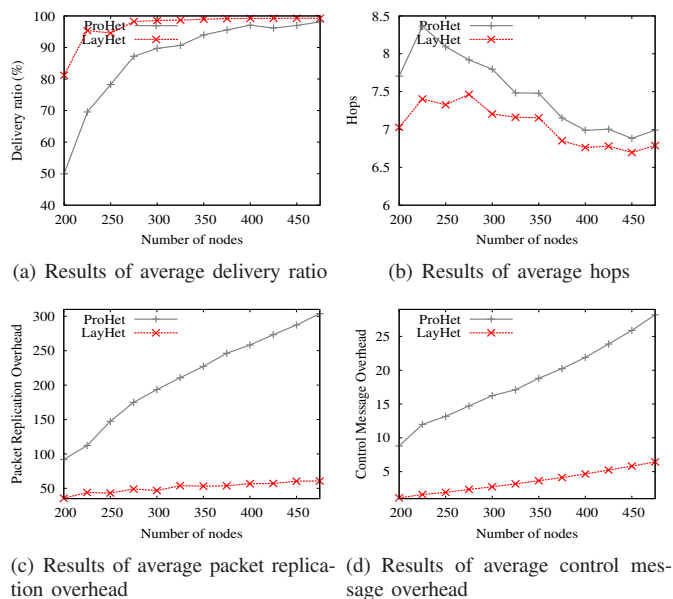 100
90
80
70
60
50
40
200 250 300 350 400 450
Delivery ratio (%)
Number of nodes
ProHet
LayHet
(a) Results of average delivery ratio
8.5
8
7.5
7
6.5
6
200 250 300 350 400 450
Hops
Number of nodes
ProHet
LayHet
(b) Results of average hops
300
250
200
150
100
50
200 250 300 350 400 450
Packet Replication Overhead
Number of nodes
ProHet
LayHet
(c) Results of average packet replica-
tion overhead
25
20
15
10
5
200 250 300 350 400 450
Control Message Overhead
Number of nodes
ProHet
LayHet
(d) Results of average control mes-
sage overhead